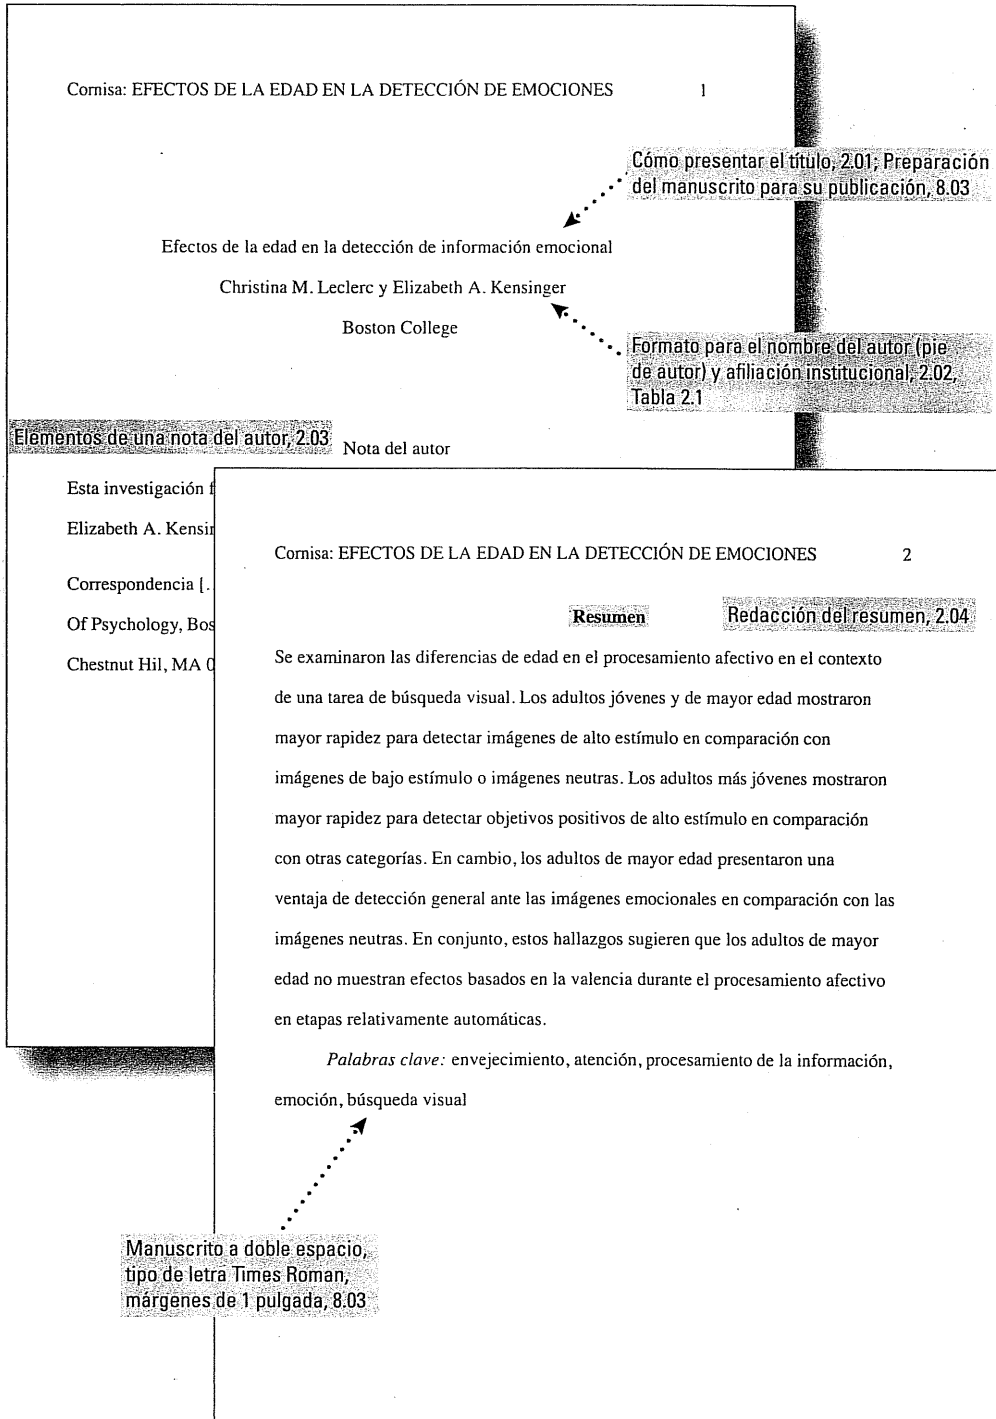 Cornisa: EFECTOS DE LA EDAD EN LA DETECCIÓN DE EMOCIONES 1
Cómo presentar el título, 2.01; Preparación
del manuscrito para su publicación, 8.03
Efectos de la edad en la detección de información emocional
Christina M. Leclerc y Elizabeth A. Kensinger
Boston College
Formato para el nombre del autor (pie
de autor) y afiliación institucional, 2.02,
Tabla 2.1
Elementos de una nota del autor, 2.03
Nota del autor
Esta investigación f
Elizabeth A. Kensin
Correspondencia [.
Of Psychology, Bos
Chestnut Hil, MA 0
Cornisa: EFECTOS DE LA EDAD EN LA DETECCIÓN DE EMOCIONES 2
Resumen
Redacción del resumen, 2.04
Se examinaron las diferencias de edad en el procesamiento afectivo en el contexto
de una tarea de búsqueda visual. Los adultos jóvenes y de mayor edad mostraron
mayor rapidez para detectar imágenes de alto estímulo en comparación con
imágenes de bajo estímulo o imágenes neutras. Los adultos más jóvenes mostraron
mayor rapidez para detectar objetivos positivos de alto estímulo en comparación
con otras categorías. En cambio, los adultos de mayor edad presentaron una
ventaja de detección general ante las imágenes emocionales en comparación con las
imágenes neutras. En conjunto, estos hallazgos sugieren que los adultos de mayor
edad no muestran efectos basados en la valencia durante el procesamiento afectivo
en etapas relativamente automáticas.
Palabras clave: envejecimiento, atención, procesamiento de la información,
emoción, búsqueda visual
Manuscrito a doble espacio,
tipo de letra Times Roman,
márgenes de 1 pulgada, 8.03